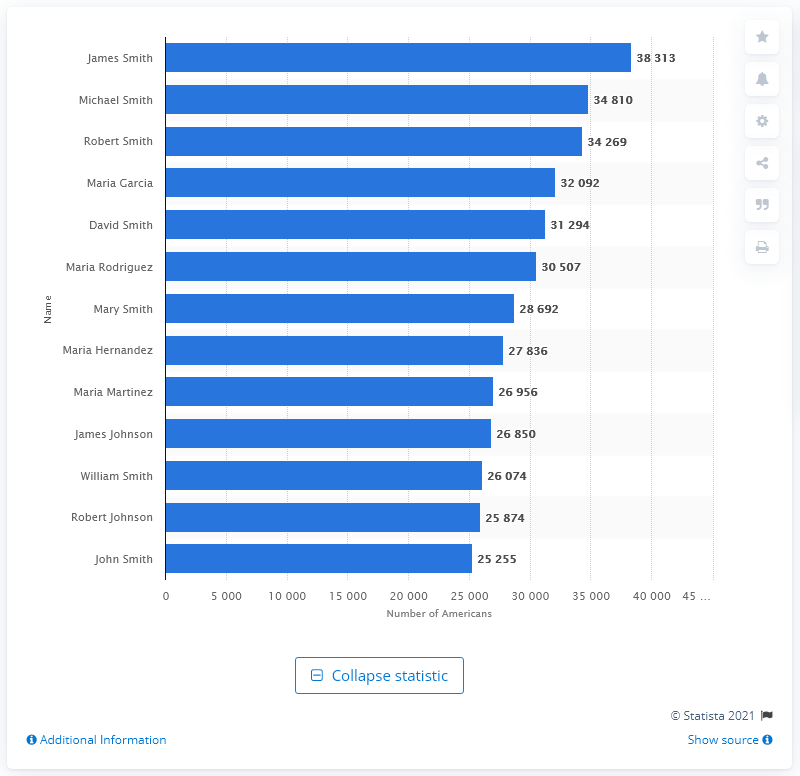 James Smith 38 313
Michael Smith 34 810
Robert Smith 34 269
Maria Garcia 32 092
David Smith 31 294
Maria Rodriguez 30 507
Mary Smith 28 692
Maria Hernandez 27 836
Maria Martinez 26 956
James Johnson 26 850
William Smith 26 074
Robert Johnson 25 874
John Smith 25 255
Name
0 5 000 10 000 15 000 20 000 25 000 30 000 35 000 40 000 45 ...
Number of Americans
Collapse statistic
© Statista 2021
Additional Information
Show source